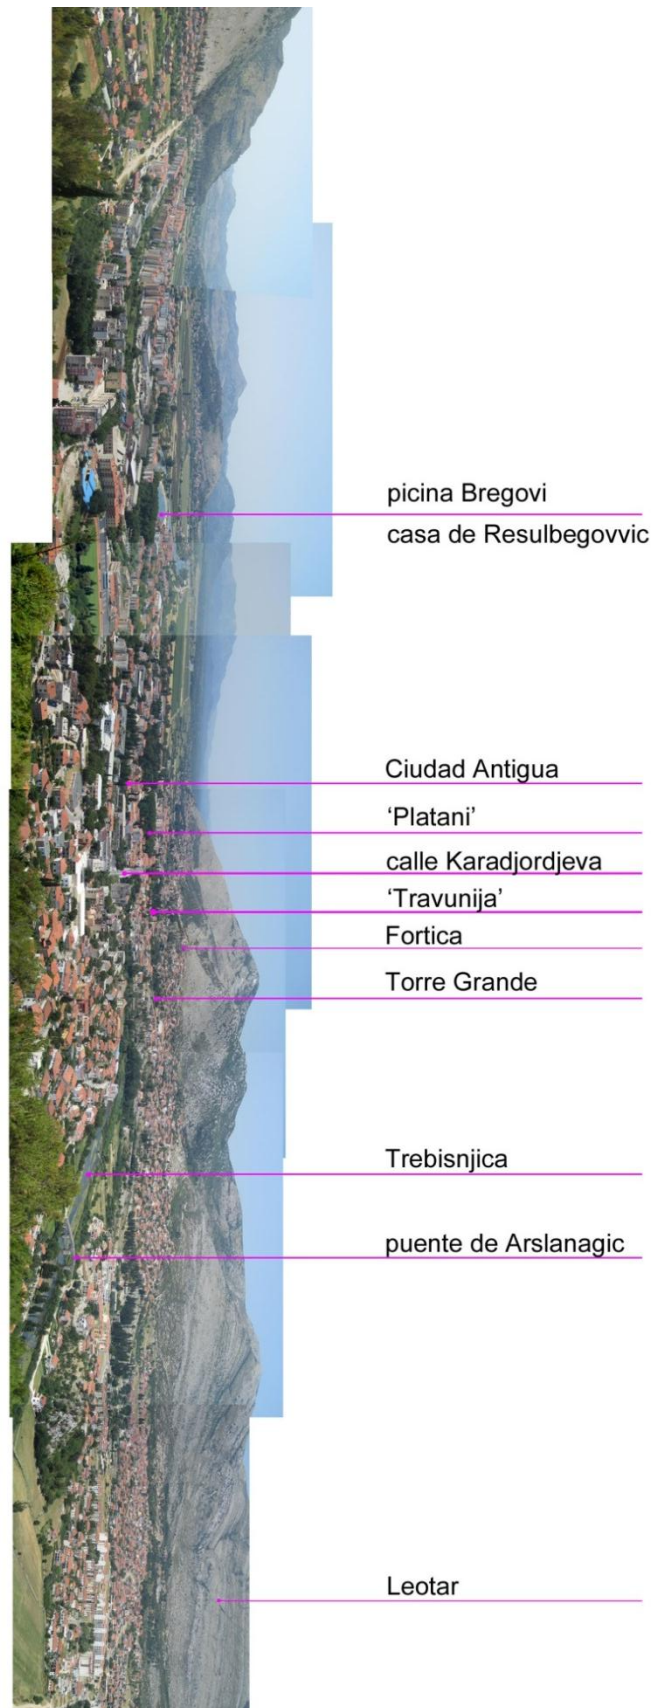 picina Bregovi
casa de Resulbegovvic
Ciudad Antigua
‘Platani’
calle Karadjordjeva
‘Travunija’
Fortica
Torre Grande
Trebisnjica
puente de Arslanagic
Leotar